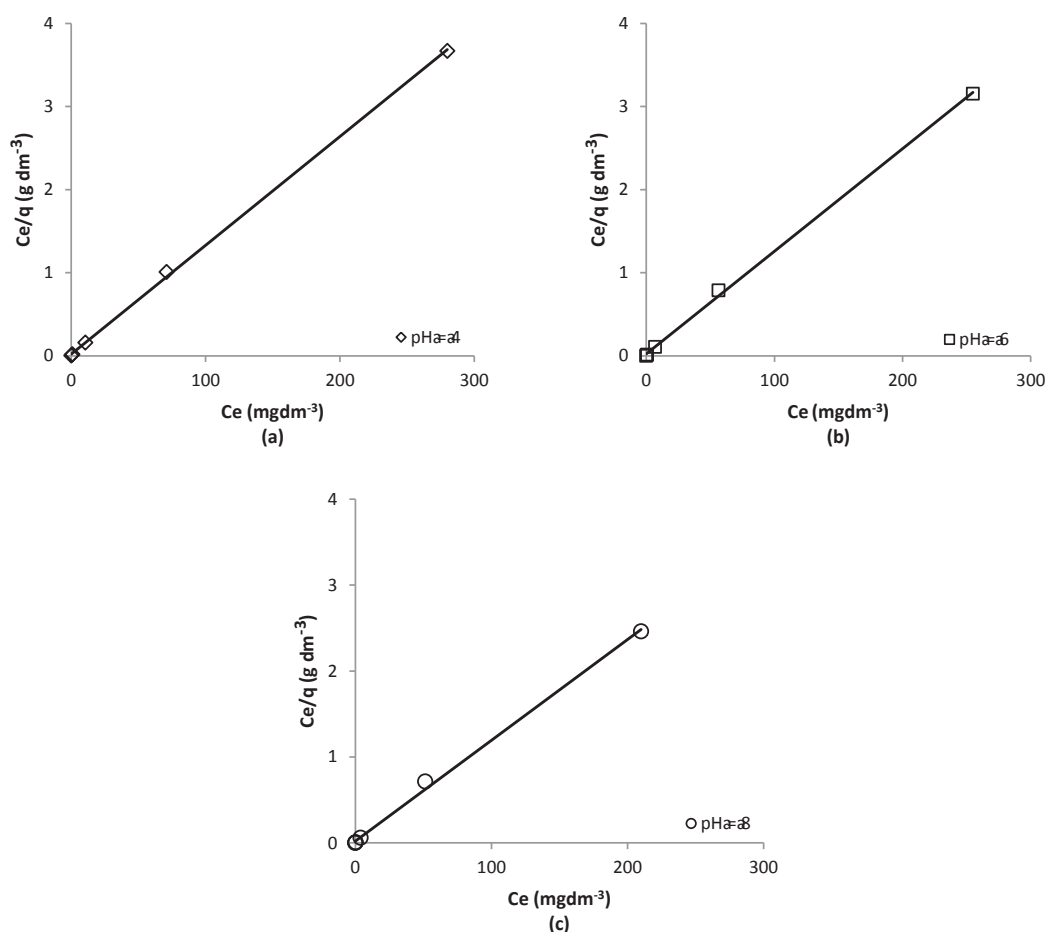 4
3
2
1
0
Ce/q (g dm⁻³)
0 100 200 300
Ce (mgdm⁻³)
(a)
pHa=a4
4
3
2
1
0
Ce/q (g dm⁻³)
0 100 200 300
Ce (mgdm⁻³)
(b)
pHa=a6
4
3
2
1
0
Ce/q (g dm⁻³)
0 100 200 300
Ce (mgdm⁻³)
(c)
pHa=a8